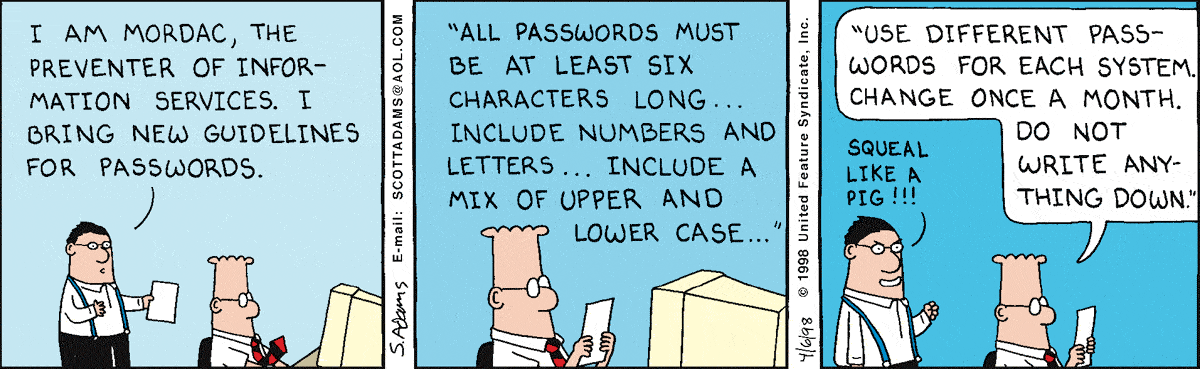 I AM MORDAC, THE
PREVENTER OF INFOR-
MATION SERVICES. I
BRING NEW GUIDELINES
FOR PASSWORDS.
"ALL PASSWORDS MUST
BE AT LEAST SIX
CHARACTERS LONG...
INCLUDE NUMBERS AND
LETTERS... INCLUDE A
MIX OF UPPER AND
LOWER CASE..."
"USE DIFFERENT PASS-
WORDS FOR EACH SYSTEM.
CHANGE ONCE A MONTH.
DO NOT
WRITE ANY-
THING DOWN."
SQUEAL
LIKE A
PIG!!!
S. Adams E-mail: SCOTTADAMS@AOL.COM
4/6/98 © 1998 United Feature Syndicate, Inc.